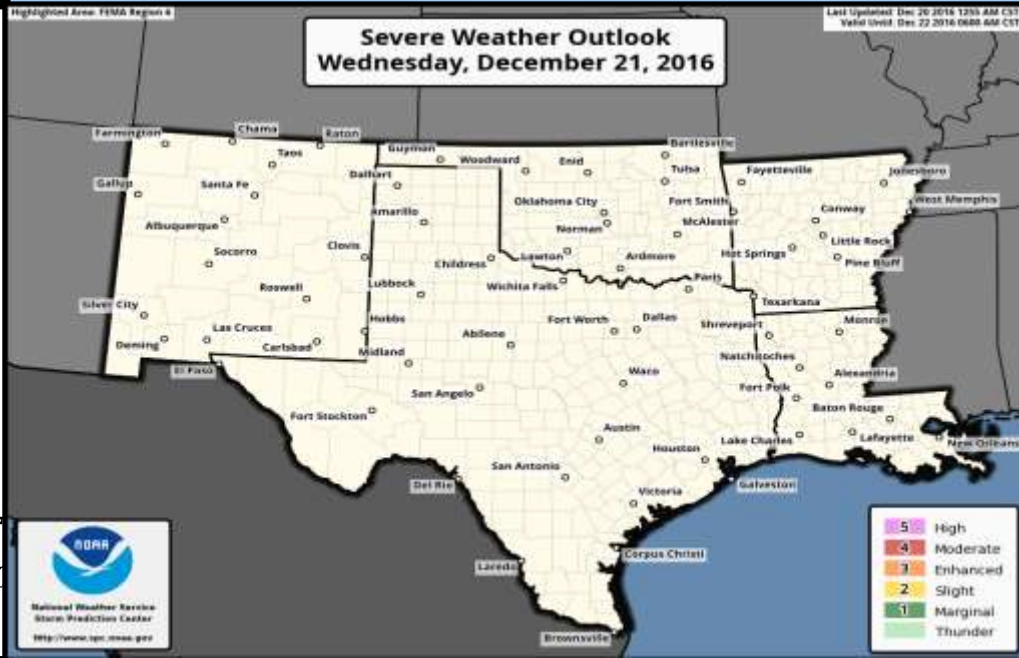 Highlighted Area: FEMA Region 6
Last Updated: Dec 20 2016 1255 AM CST
Valid Until: Dec 22 2016 0600 AM CST
Severe Weather Outlook
Wednesday, December 21, 2016
Farmington
Chama
Raton
Taos
Gallup
Santa Fe
Albuquerque
Socorro
Clovis
Roswell
Silver City
Las Cruces
Hobbs
Deming
Carlsbad
Guymon
Woodward
Enid
Bartlesville
Tulsa
Dalhart
Oklahoma City
Fort Smith
Amarillo
Norman
McAlester
Childress
Lawton
Ardmore
Fayetteville
Jonesboro
Conway
West Memphis
Little Rock
Hot Springs
Pine Bluff
Lubbock
Wichita Falls
Paris
Texarkana
Abilene
Fort Worth
Dallas
Shreveport
Monroe
Midland
Natchitoches
El Paso
San Angelo
Waco
Fort Polk
Alexandria
Fort Stockton
Baton Rouge
Austin
Houston
Lake Charles
Lafayette
New Orleans
San Antonio
Del Rio
Galveston
Victoria
Corpus Christi
Laredo
Brownsville
NOAA
National Weather Service
Storm Prediction Center
http://www.spc.noaa.gov
5 High
4 Moderate
3 Enhanced
2 Slight
1 Marginal
Thunder